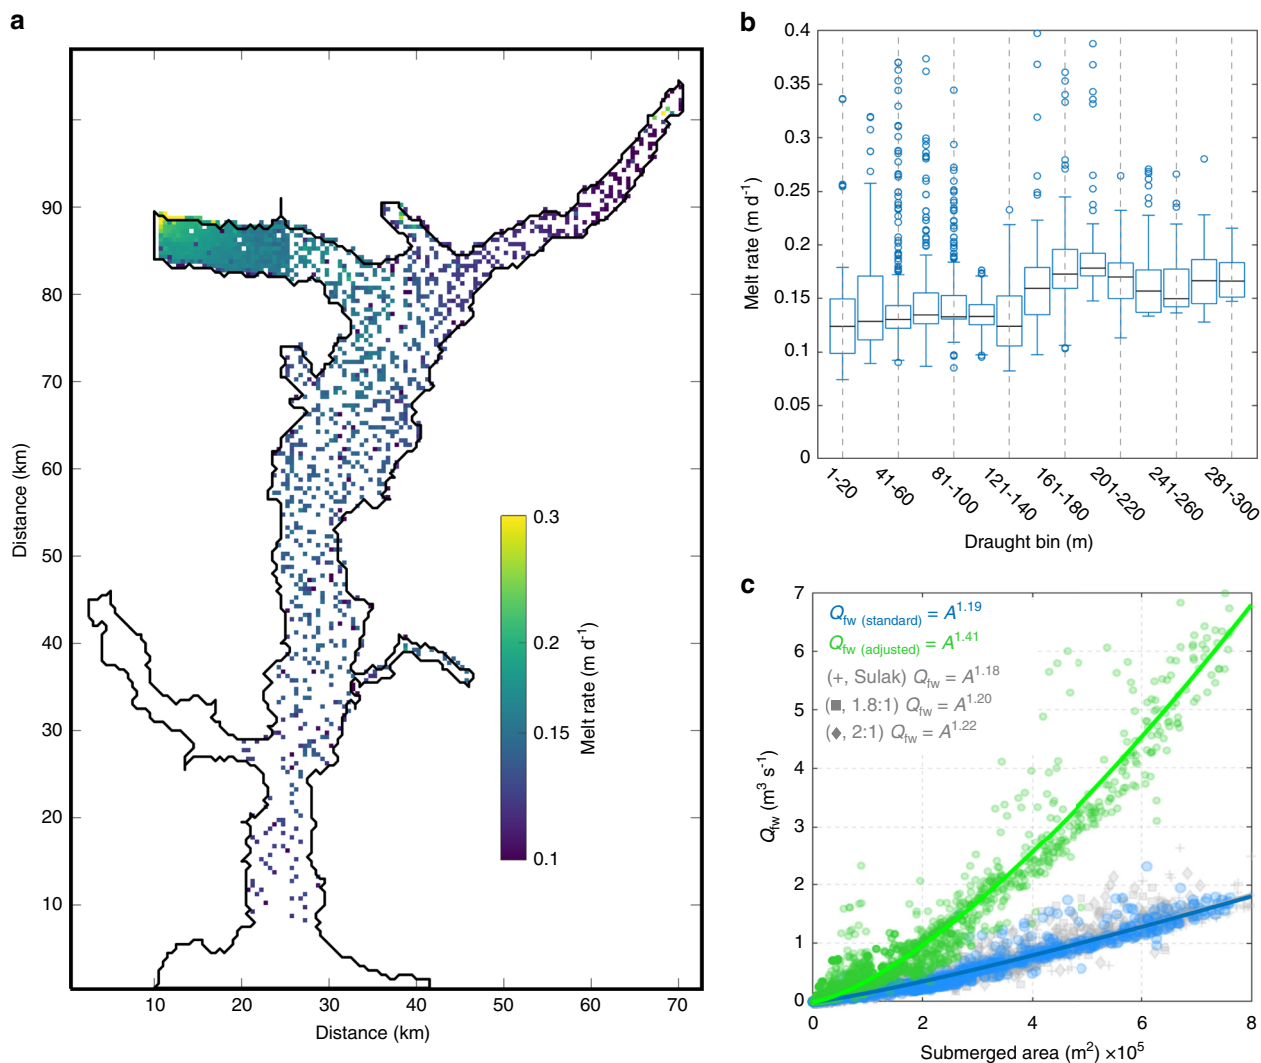 a
90
80
70
60
50
40
30
20
10
Distance (km)
10 20 30 40 50 60 70
Distance (km)
0.3
0.2
0.15
0.1
Melt rate (m d⁻¹)
b
0.4
0.35
0.3
0.25
0.2
0.15
0.1
0.05
0
Melt rate (m d⁻¹)
1-20 41-60 81-100 121-140 161-180 201-220 241-260 281-300
Draught bin (m)
c
7
6
5
4
3
2
1
0
Q_fw (m³ s⁻¹)
Q_fw (standard) = A^1.19
Q_fw (adjusted) = A^1.41
(+, Sulak) Q_fw = A^1.18
(■, 1.8:1) Q_fw = A^1.20
(♦, 2:1) Q_fw = A^1.22
0 2 4 6 8
Submerged area (m²) ×10⁵